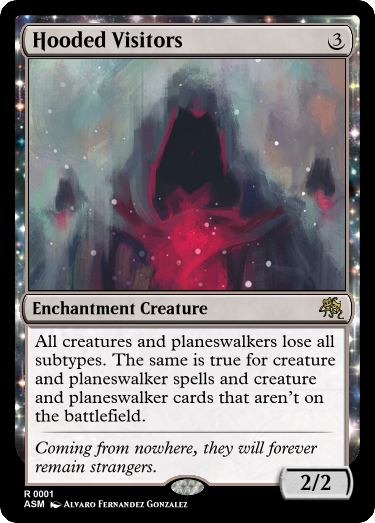 Hooded Visitors 3
Enchantment Creature
All creatures and planeswalkers lose all
subtypes. The same is true for creature
and planeswalker spells and creature
and planeswalker cards that aren't on
the battlefield.
Coming from nowhere, they will forever
remain strangers.
2/2
R 0001
ASM Alvaro Fernandez Gonzalez